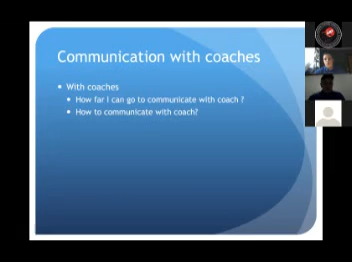 Communication with coaches
With coaches
How far I can go to communicate with coach ?
How to communicate with coach?